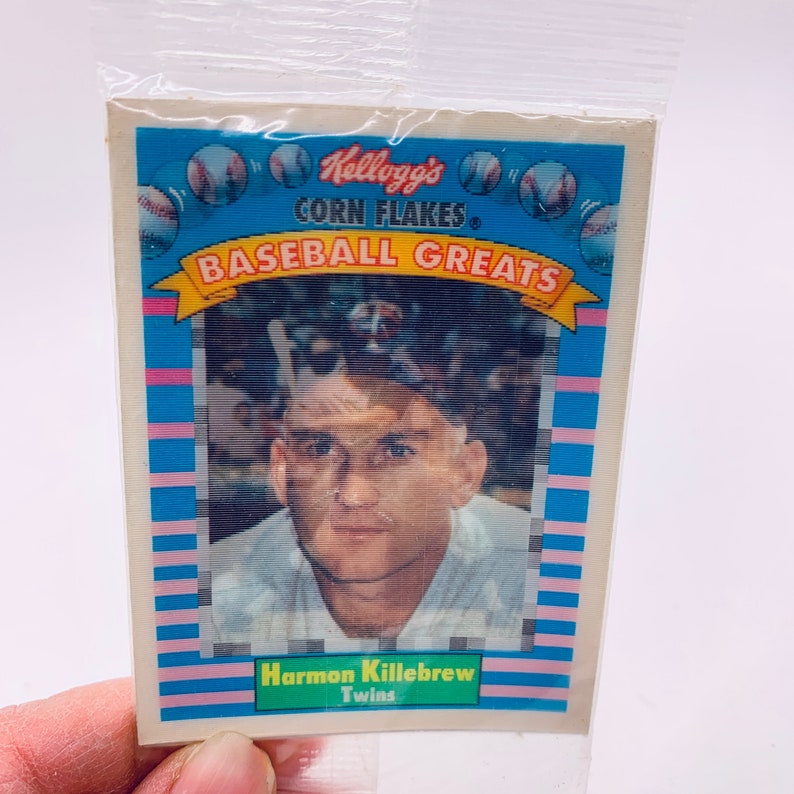 Kellogg's
CORN FLAKES®
BASEBALL GREATS
Harmon Killebrew
Twins